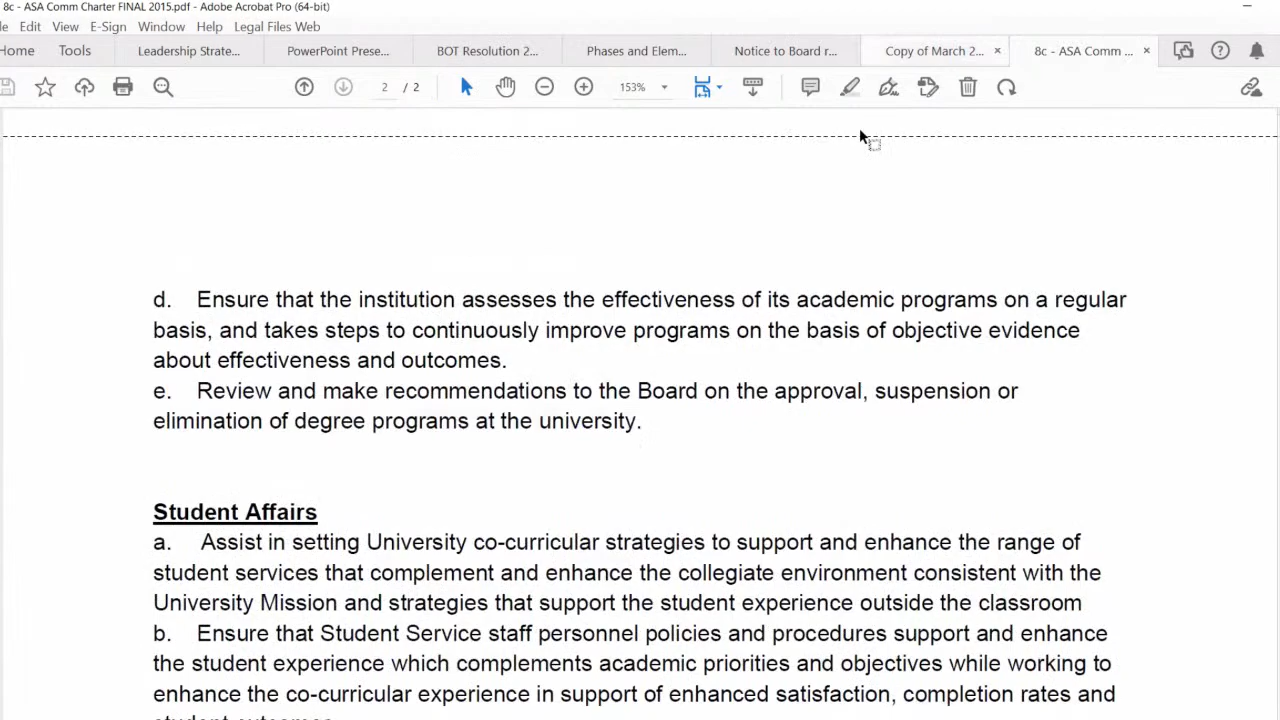 8c - ASA Comm Charter FINAL 2015.pdf - Adobe Acrobat Pro (64-bit)
Edit View E-Sign Window Help Legal Files Web
Home Tools Leadership Strate... PowerPoint Prese... BOT Resolution 2... Phases and Elem... Notice to Board r... Copy of March 2... × 8c - ASA Comm ... ×
2 / 2 153%
d. Ensure that the institution assesses the effectiveness of its academic programs on a regular
basis, and takes steps to continuously improve programs on the basis of objective evidence
about effectiveness and outcomes.
e. Review and make recommendations to the Board on the approval, suspension or
elimination of degree programs at the university.
Student Affairs
a. Assist in setting University co-curricular strategies to support and enhance the range of
student services that complement and enhance the collegiate environment consistent with the
University Mission and strategies that support the student experience outside the classroom
b. Ensure that Student Service staff personnel policies and procedures support and enhance
the student experience which complements academic priorities and objectives while working to
enhance the co-curricular experience in support of enhanced satisfaction, completion rates and